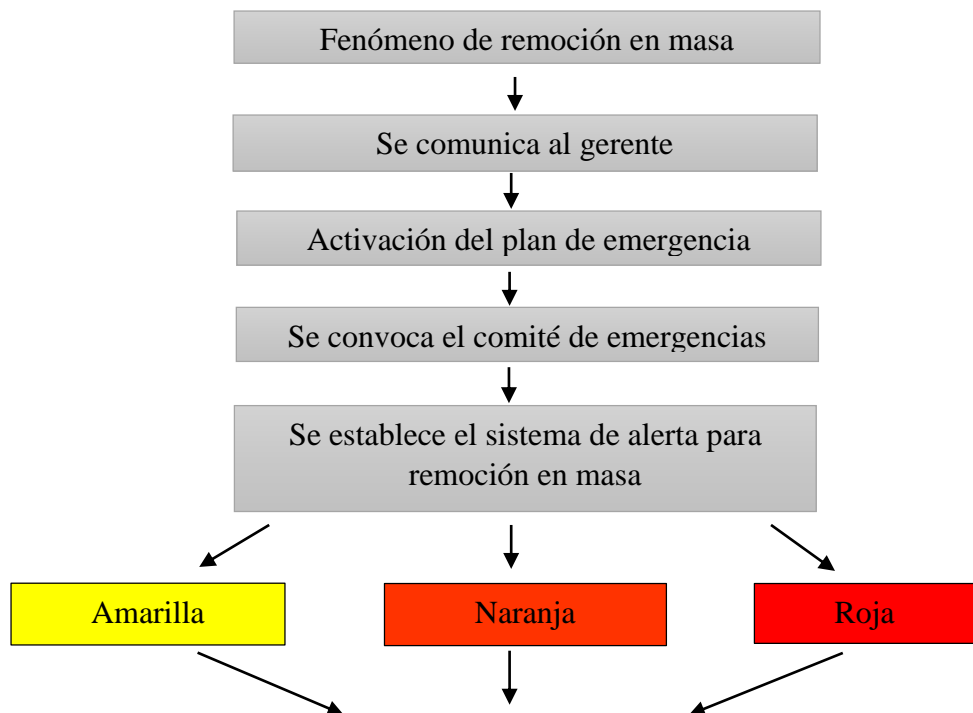 Fenómeno de remoción en masa
Se comunica al gerente
Activación del plan de emergencia
Se convoca el comité de emergencias
Se establece el sistema de alerta para
remoción en masa
Amarilla
Naranja
Roja